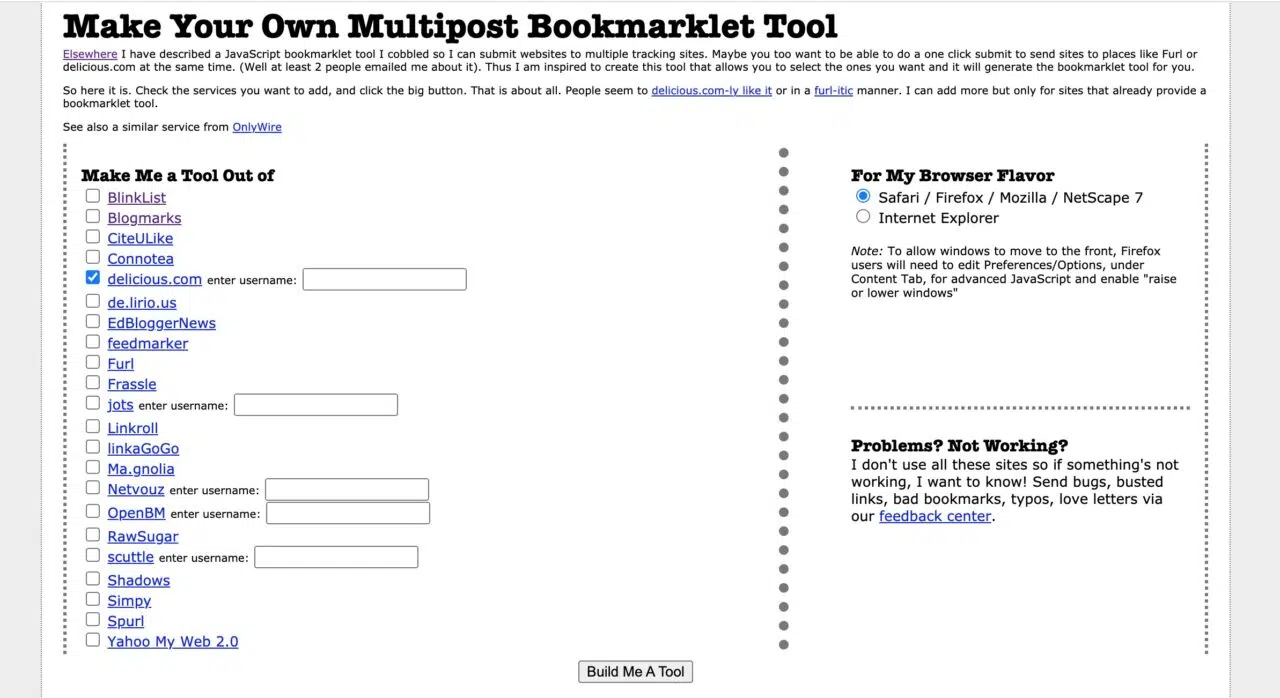 Make Your Own Multipost Bookmarklet Tool
Elsewhere I have described a JavaScript bookmarklet tool I cobbled so I can submit websites to multiple tracking sites. Maybe you too want to be able to do a one click submit to send sites to places like Furl or
delicious.com at the same time. (Well at least 2 people emailed me about it). Thus I am inspired to create this tool that allows you to select the ones you want and it will generate the bookmarklet tool for you.
So here it is. Check the services you want to add, and click the big button. That is about all. People seem to delicious.com-ly like it or in a furl-itic manner. I can add more but only for sites that already provide a
bookmarklet tool.
See also a similar service from OnlyWire
Make Me a Tool Out of
BlinkList
Blogmarks
CiteULike
Connotea
delicious.com enter username:
de.lirio.us
EdBloggerNews
feedmarker
Furl
Frassle
jots enter username:
Linkroll
linkaGoGo
Ma.gnolia
Netvouz enter username:
OpenBM enter username:
RawSugar
scuttle enter username:
Shadows
Simpy
Spurl
Yahoo My Web 2.0
For My Browser Flavor
Safari / Firefox / Mozilla / NetScape 7
Internet Explorer
Note: To allow windows to move to the front, Firefox
users will need to edit Preferences/Options, under
Content Tab, for advanced JavaScript and enable "raise
or lower windows"
Problems? Not Working?
I don't use all these sites so if something's not
working, I want to know! Send bugs, busted
links, bad bookmarks, typos, love letters via
our feedback center.
Build Me A Tool